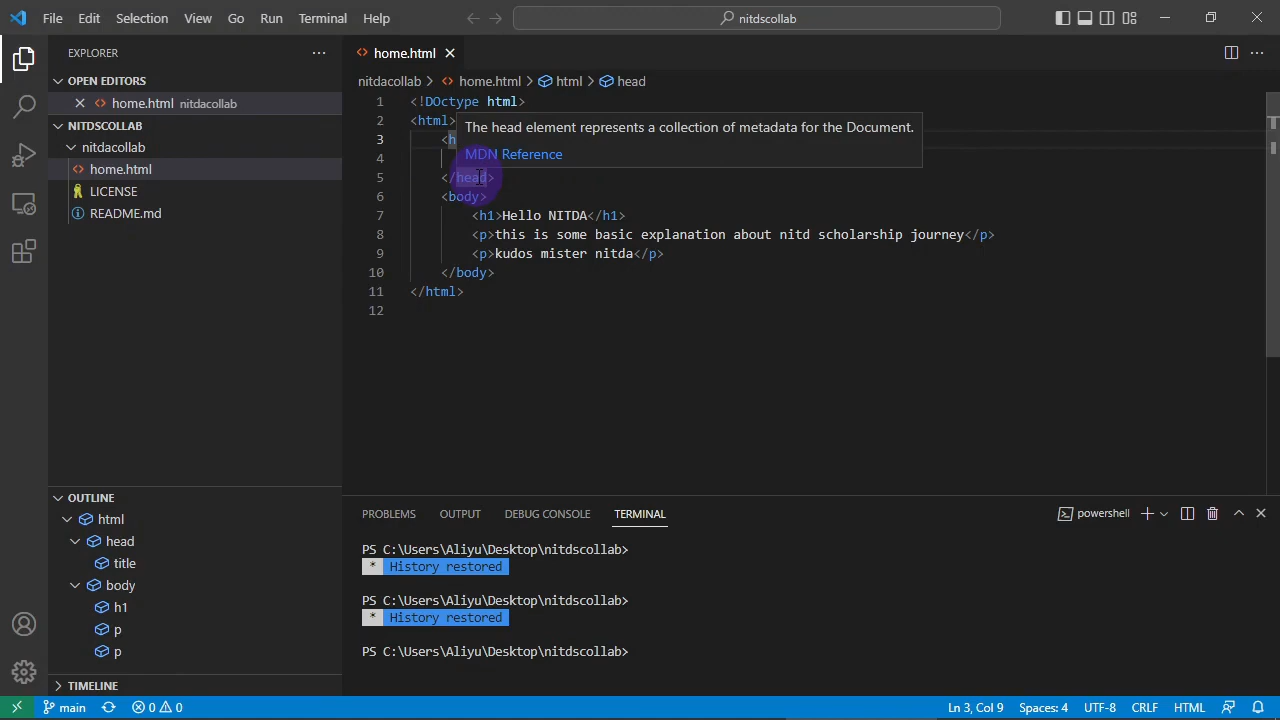 File Edit Selection View Go Run Terminal Help nitdscollab
EXPLORER
OPEN EDITORS
home.html nitdacollab
NITDSCOLLAB
nitdacollab
home.html
LICENSE
README.md
OUTLINE
html
head
title
body
h1
p
p
TIMELINE
home.html
nitdacollab > home.html > html > head
1 <!DOctype html>
2 <html>
3 <h
4
5 </head>
6 <body>
7 <h1>Hello NITDA</h1>
8 <p>this is some basic explanation about nitd scholarship journey</p>
9 <p>kudos mister nitda</p>
10 </body>
11 </html>
12
The head element represents a collection of metadata for the Document.
MDN Reference
PROBLEMS OUTPUT DEBUG CONSOLE TERMINAL powershell
PS C:\Users\Aliyu\Desktop\nitdscollab>
* History restored
PS C:\Users\Aliyu\Desktop\nitdscollab>
* History restored
PS C:\Users\Aliyu\Desktop\nitdscollab>
main 0 0 Ln 3, Col 9 Spaces: 4 UTF-8 CRLF HTML